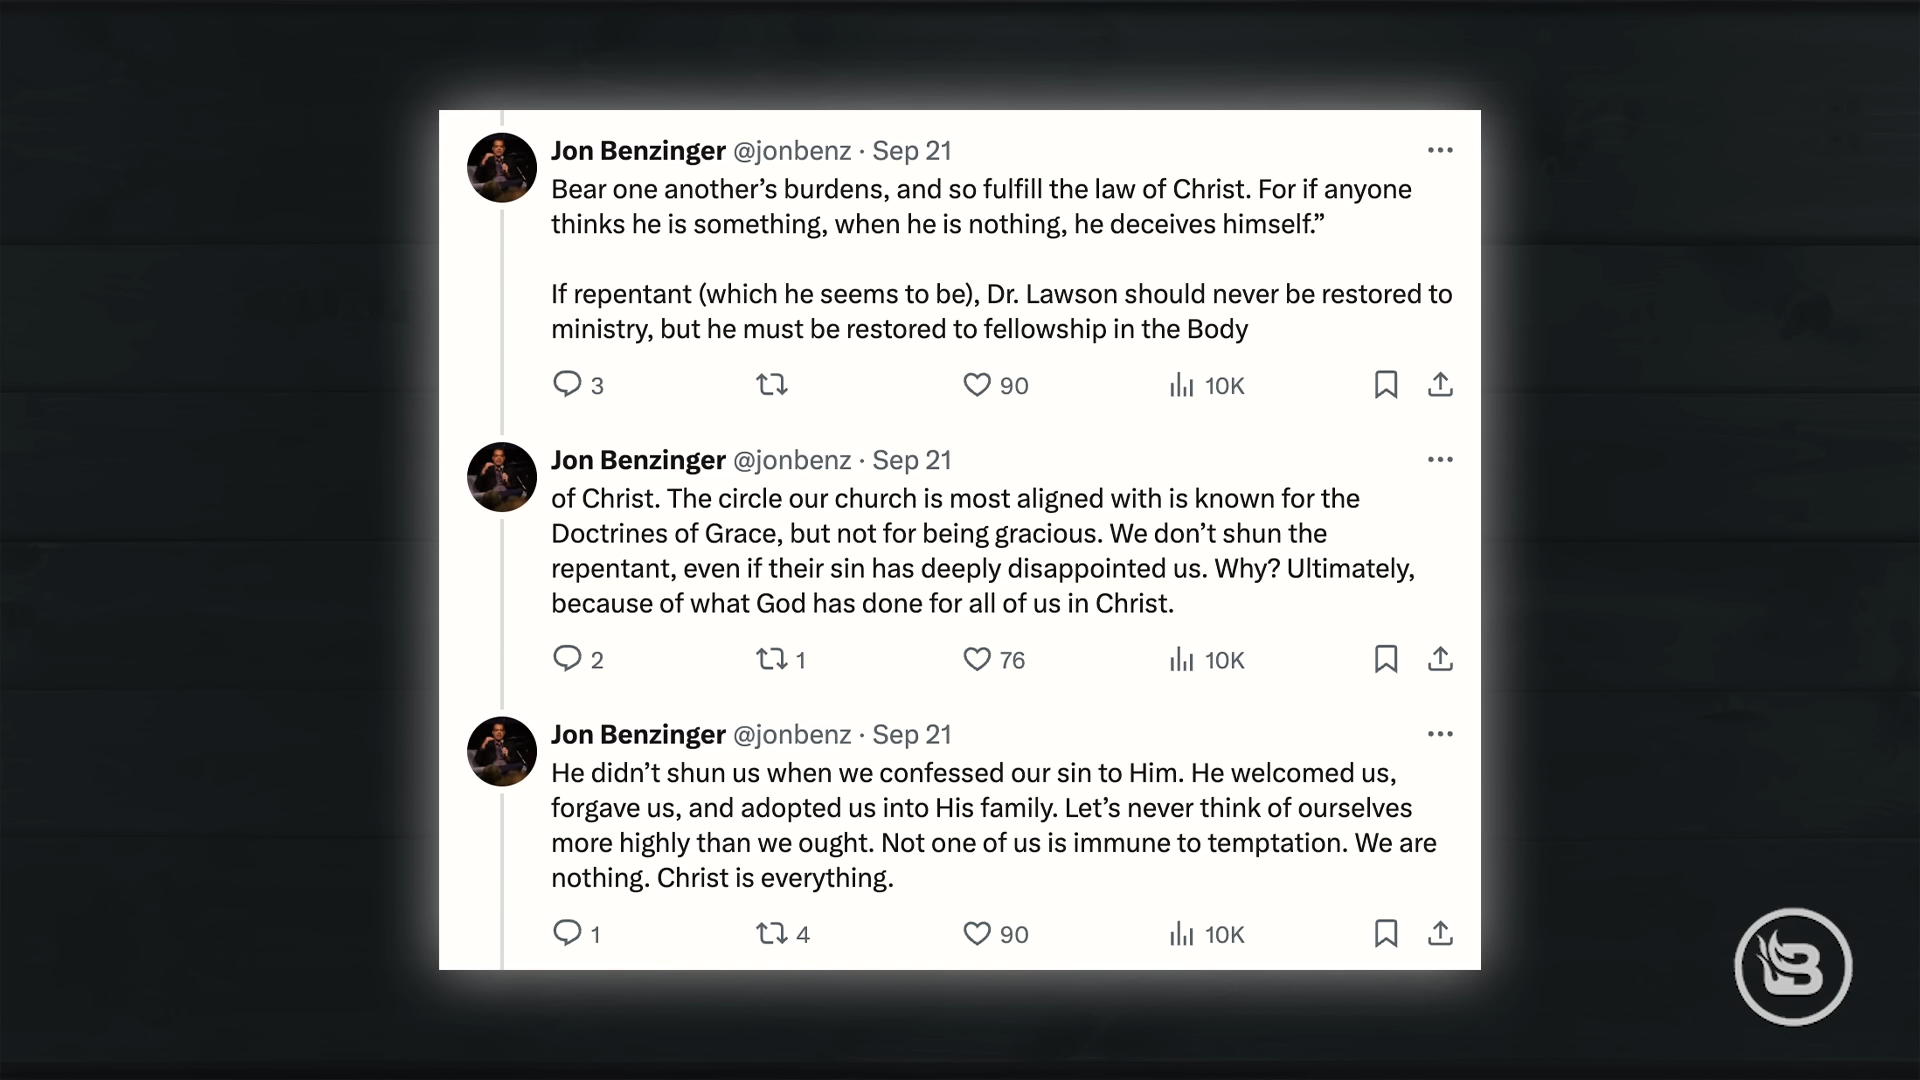 Jon Benzinger @jonbenz · Sep 21
Bear one another’s burdens, and so fulfill the law of Christ. For if anyone
thinks he is something, when he is nothing, he deceives himself.”
If repentant (which he seems to be), Dr. Lawson should never be restored to
ministry, but he must be restored to fellowship in the Body
3 90 10K
Jon Benzinger @jonbenz · Sep 21
of Christ. The circle our church is most aligned with is known for the
Doctrines of Grace, but not for being gracious. We don’t shun the
repentant, even if their sin has deeply disappointed us. Why? Ultimately,
because of what God has done for all of us in Christ.
2 1 76 10K
Jon Benzinger @jonbenz · Sep 21
He didn’t shun us when we confessed our sin to Him. He welcomed us,
forgave us, and adopted us into His family. Let’s never think of ourselves
more highly than we ought. Not one of us is immune to temptation. We are
nothing. Christ is everything.
1 4 90 10K
B